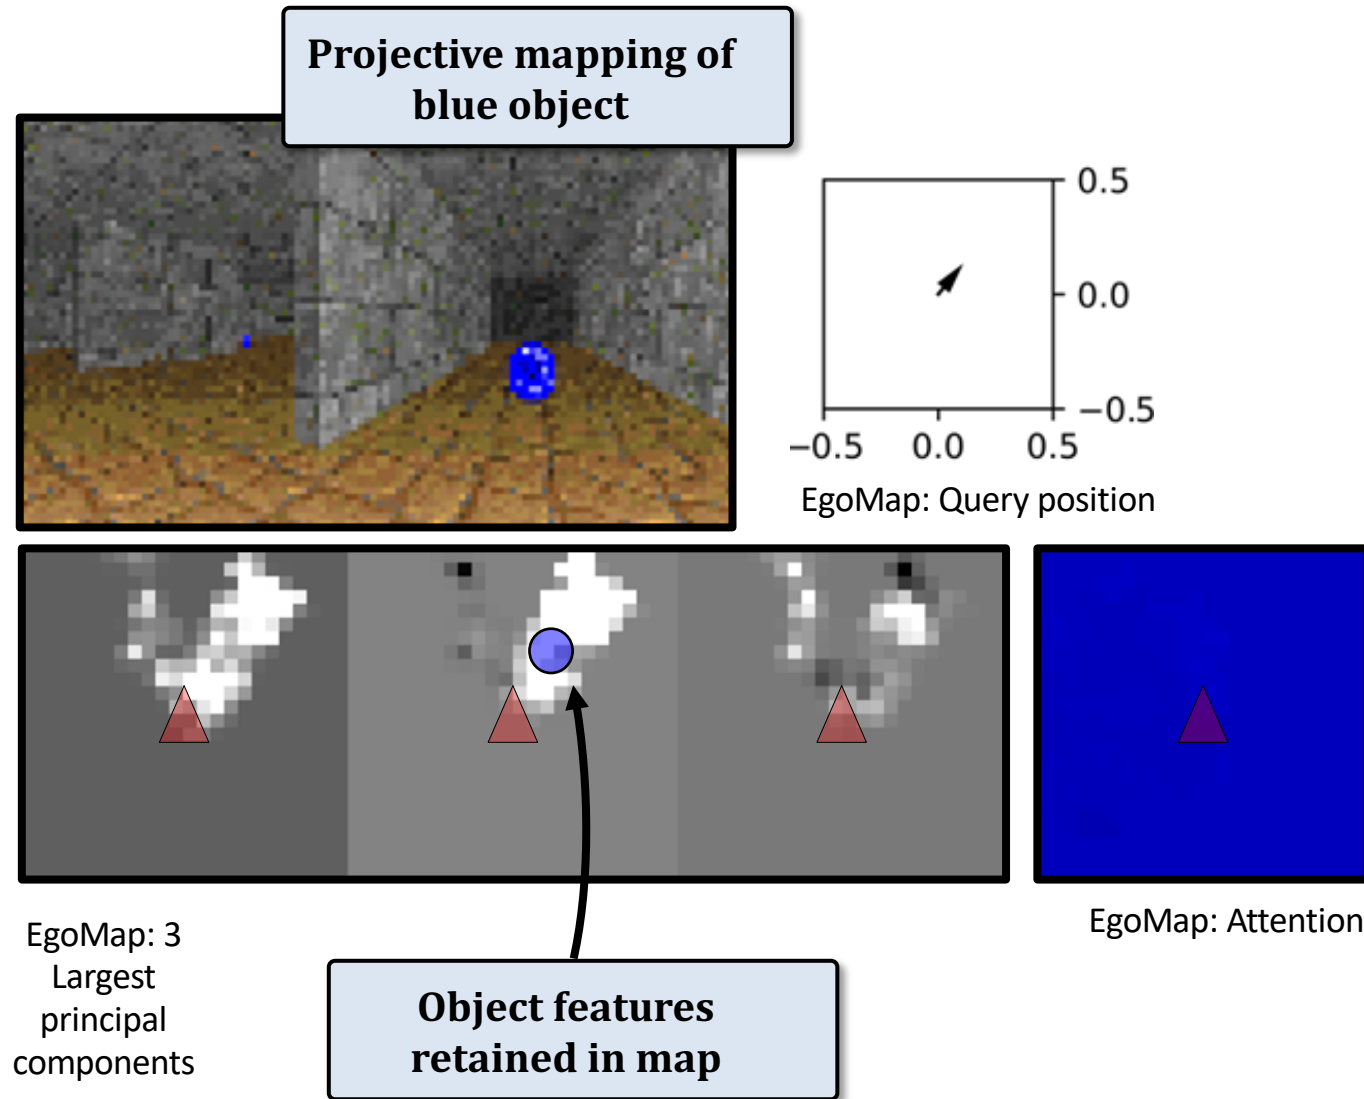 Projective mapping of
blue object
0.5
0.0
−0.5
−0.5 0.0 0.5
EgoMap: Query position
EgoMap: 3
Largest
principal
components
EgoMap: Attention
Object features
retained in map